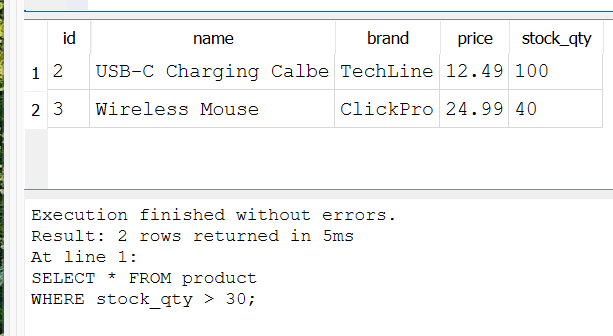 id name brand price stock_qty
1 2 USB-C Charging Calbe TechLine 12.49 100
2 3 Wireless Mouse ClickPro 24.99 40
Execution finished without errors.
Result: 2 rows returned in 5ms
At line 1:
SELECT * FROM product
WHERE stock_qty > 30;